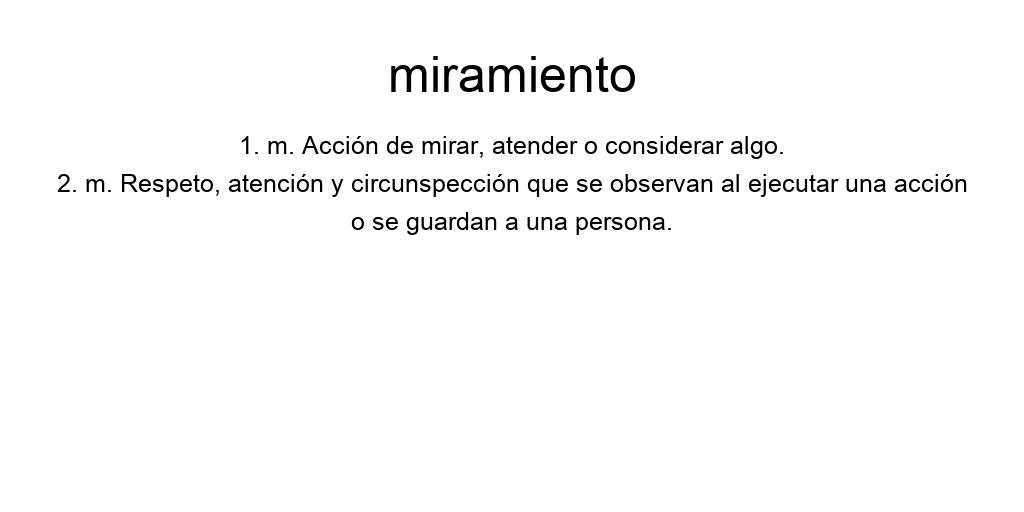 miramiento
1. m. Acción de mirar, atender o considerar algo.
2. m. Respeto, atención y circunspección que se observan al ejecutar una acción
o se guardan a una persona.